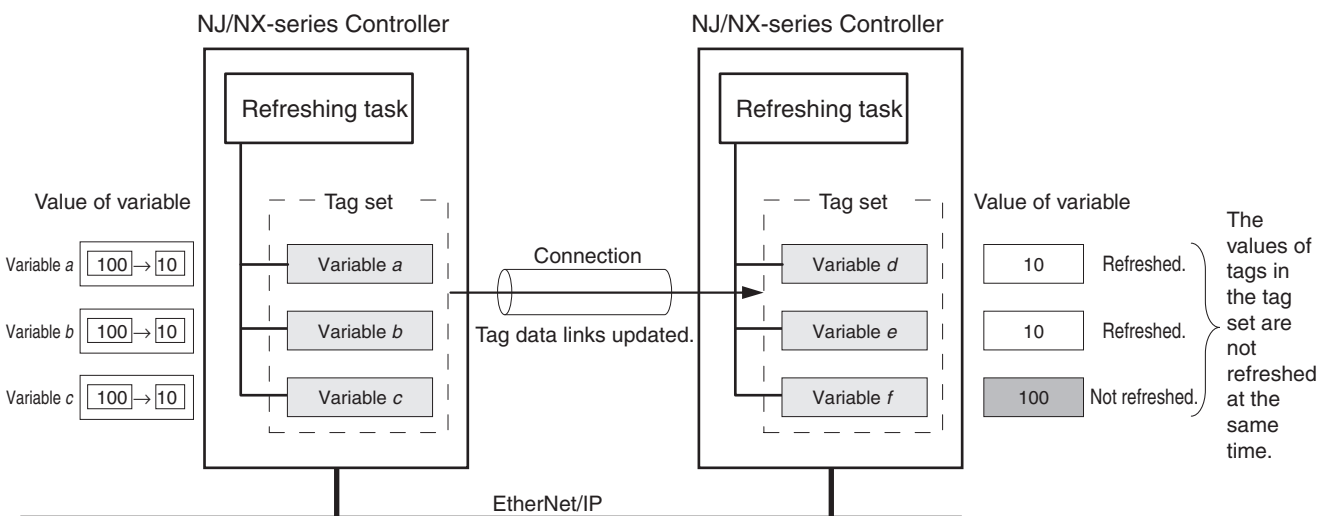 NJ/NX-series Controller
NJ/NX-series Controller
Refreshing task
Refreshing task
Value of variable
Tag set
Tag set
Value of variable
Variable a
100 → 10
Variable a
Connection
Variable d
10
Refreshed.
Variable b
100 → 10
Variable b
Tag data links updated.
Variable e
10
Refreshed.
Variable c
100 → 10
Variable c
Variable f
100
Not refreshed.
The
values of
tags in
the tag
set are
not
refreshed
at the
same
time.
EtherNet/IP